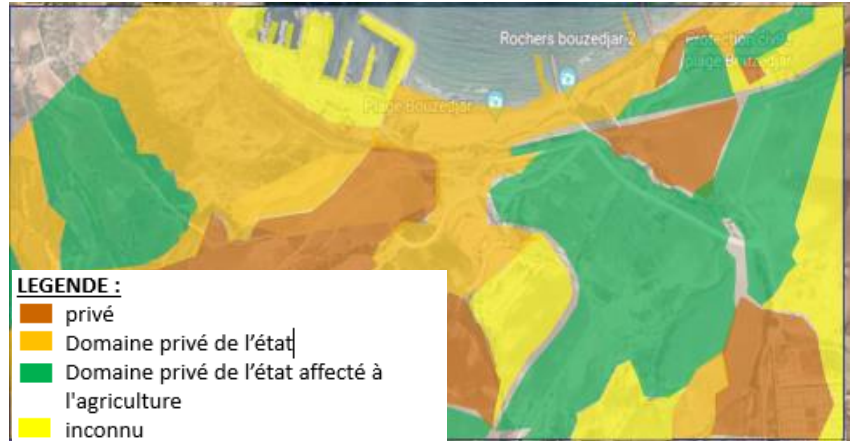 Rochers bouzedjar 2
Protection civile
plage Bouzedjar
Plage Bouzedjar
LEGENDE :
privé
Domaine privé de l'état
Domaine privé de l'état affecté à
l'agriculture
inconnu